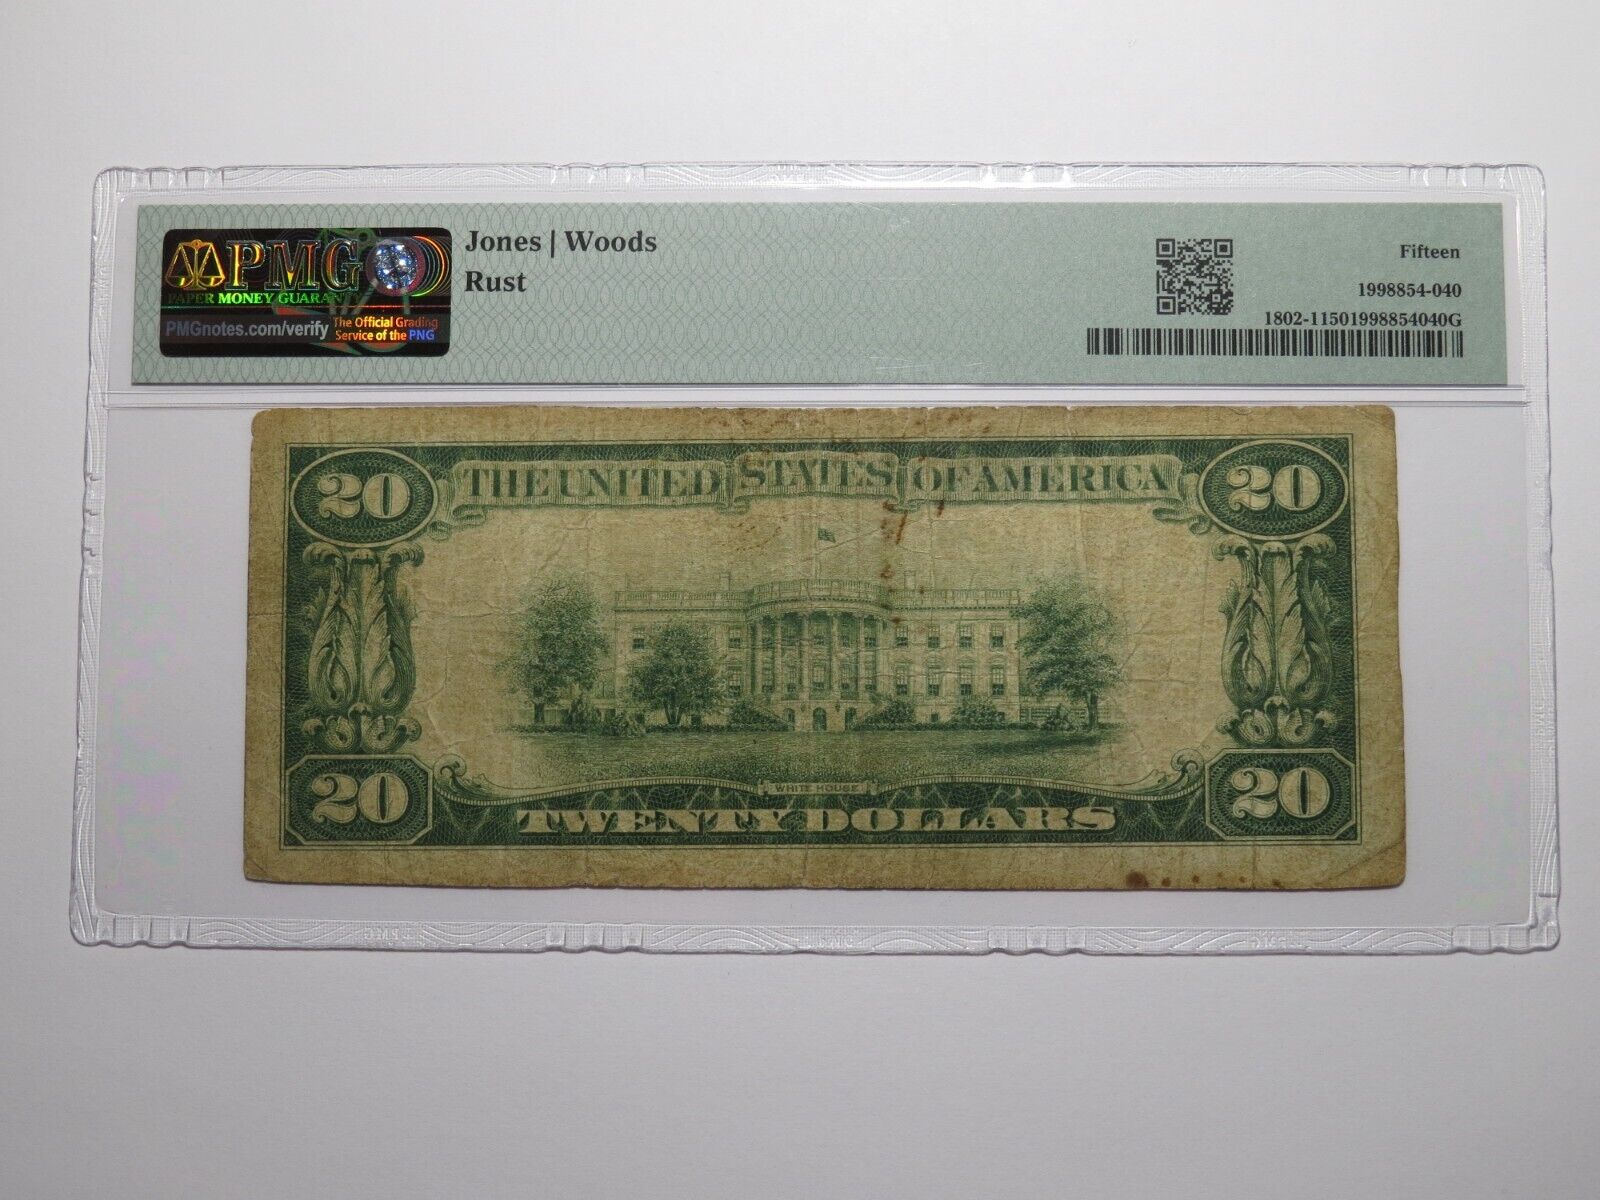 PMG
PAPER MONEY GUARANTY
PMGnotes.com/verify
The Official Grading
Service of the PNG
Jones | Woods
Rust
Fifteen
1998854-040
1802-11501998854040G
20
THE UNITED STATES OF AMERICA
20
WHITE HOUSE
20
TWENTY DOLLARS
20